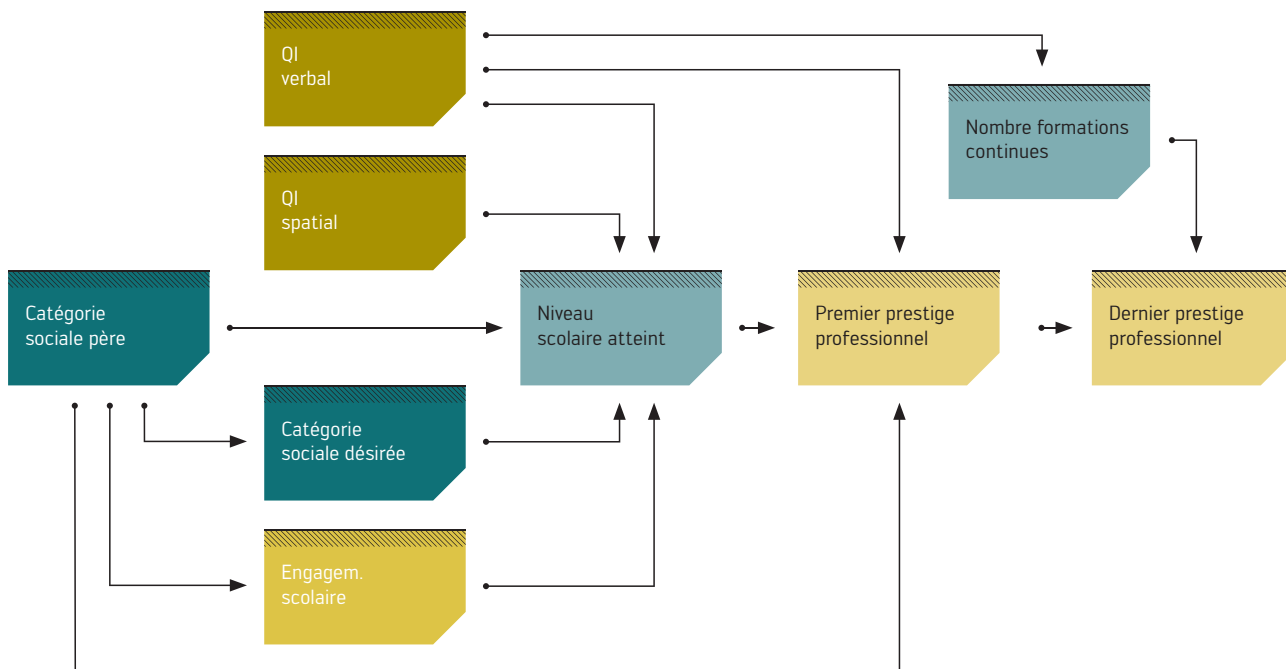 QI
verbal
Nombre formations
continues
QI
spatial
Catégorie
sociale père
Niveau
scolaire atteint
Premier prestige
professionnel
Dernier prestige
professionnel
Catégorie
sociale désirée
Engagem.
scolaire